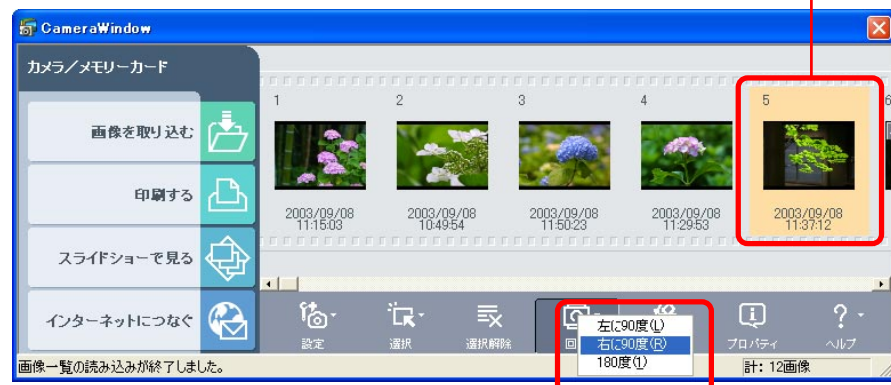 CameraWindow
カメラ／メモリーカード
画像を取り込む
印刷する
スライドショーで見る
インターネットにつなぐ
1
2003/09/08
11:15:03
2
2003/09/08
10:49:54
3
2003/09/08
11:50:23
4
2003/09/08
11:29:53
5
2003/09/08
11:37:12
6
設定
選択
選択解除
回
左に90度(L)
右に90度(R)
180度(1)
プロパティ
ヘルプ
画像一覧の読み込みが終了しました。
計: 12画像